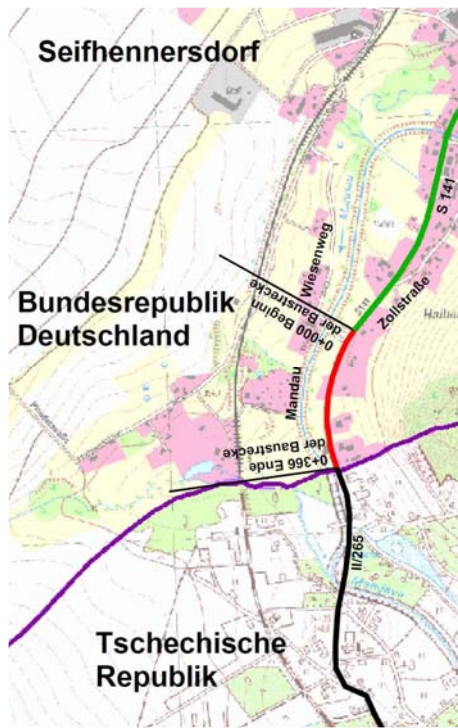 Seifhennersdorf
S 141
Wiesenweg
0+000 Beginn
der Baustrecke
Zollstraße
Bundesrepublik
Deutschland
Mandau
0+366 Ende
der Baustrecke
II/265
Tschechische
Republik